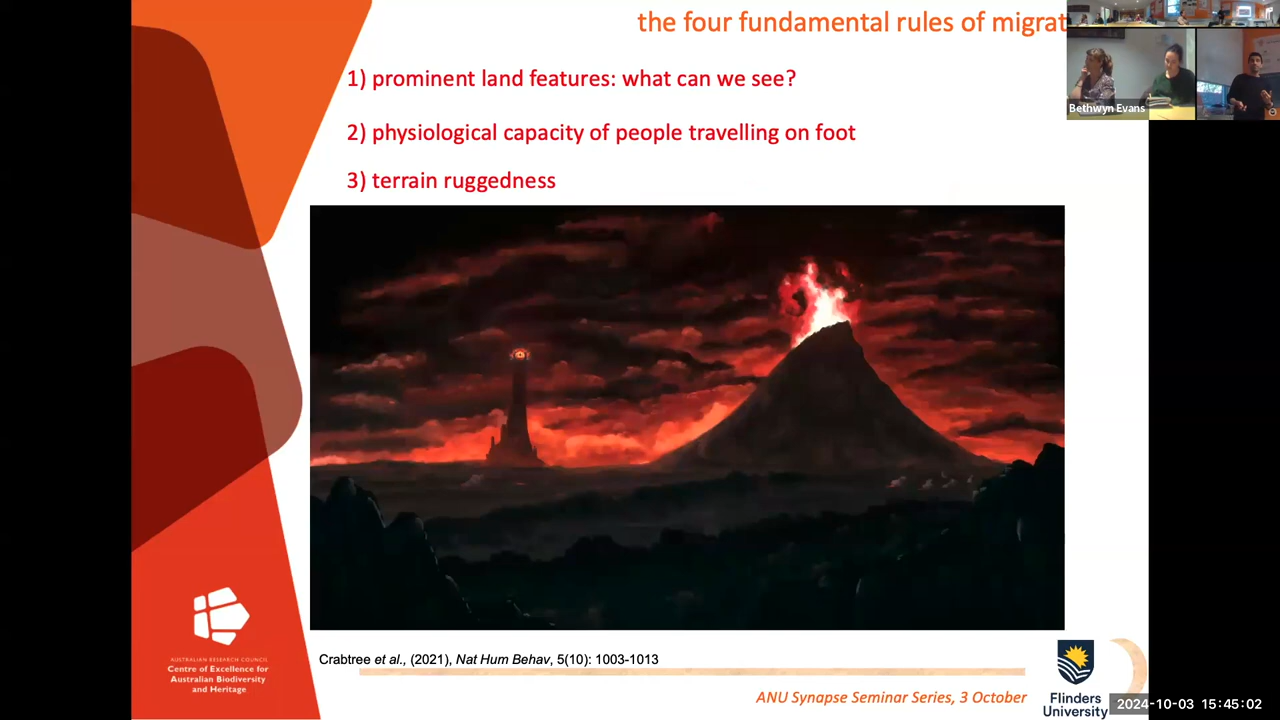 the four fundamental rules of migrat
1) prominent land features: what can we see?
2) physiological capacity of people travelling on foot
3) terrain ruggedness
Bethwyn Evans
Crabtree et al., (2021), Nat Hum Behav, 5(10): 1003-1013
AUSTRALIAN RESEARCH COUNCIL
Centre of Excellence for
Australian Biodiversity
and Heritage
ANU Synapse Seminar Series, 3 October
Flinders
University
2024-10-03 15:45:02